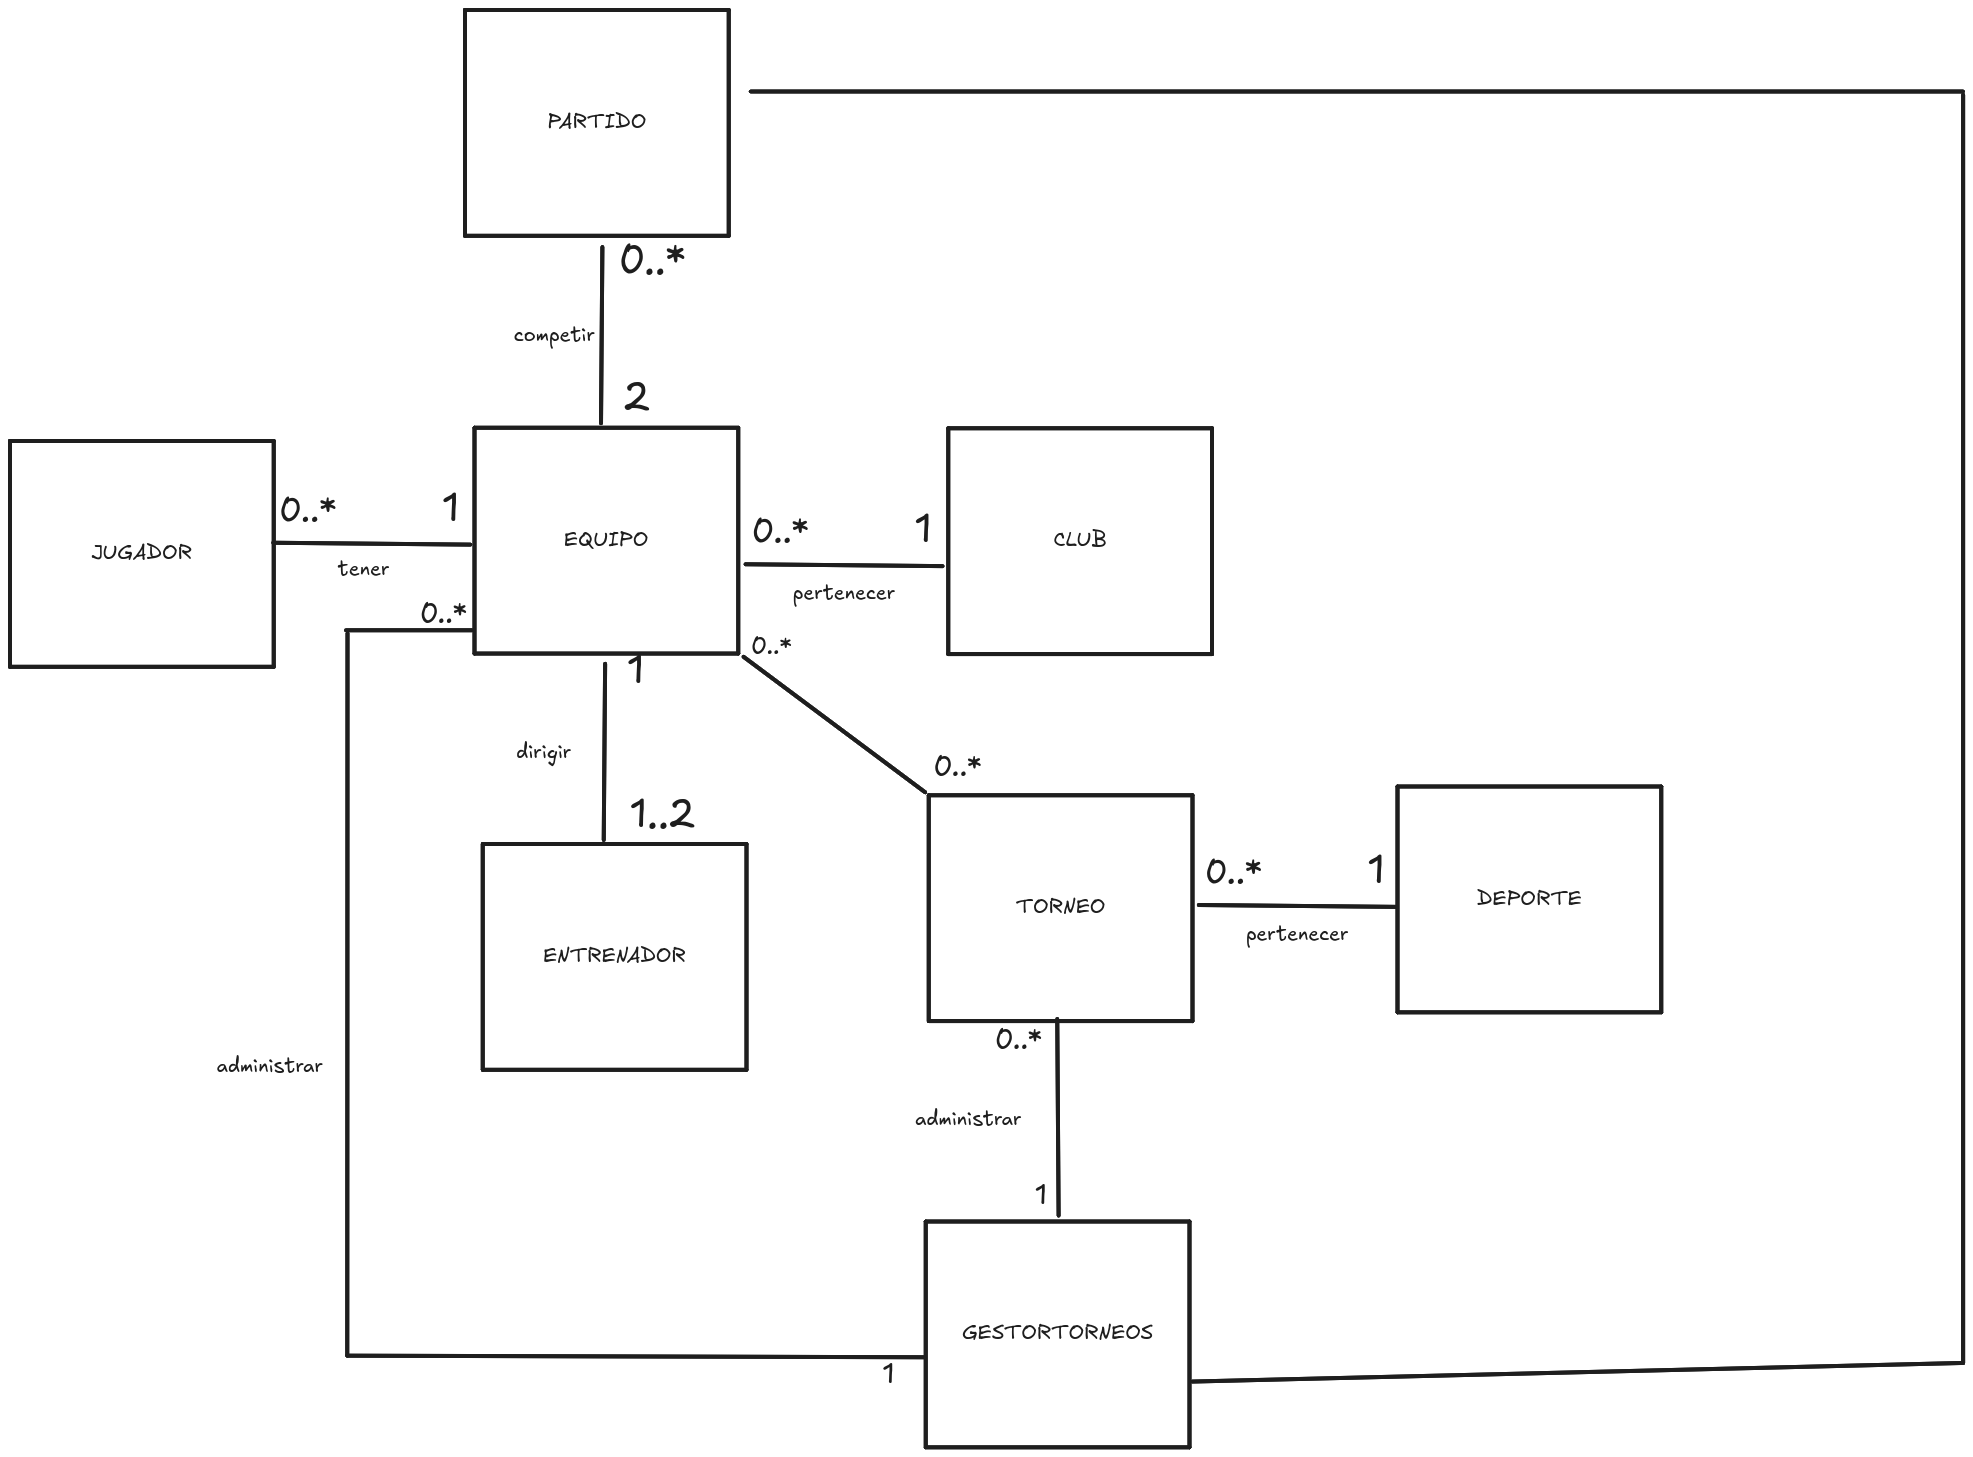 PARTIDO
0..*
competir
2
JUGADOR
0..*
1
tener
EQUIPO
0..*
1
pertenecer
CLUB
0..*
0..*
1
dirigir
1..2
ENTRENADOR
0..*
TORNEO
0..*
1
pertenecer
DEPORTE
administrar
0..*
administrar
1
GESTORTORNEOS
1